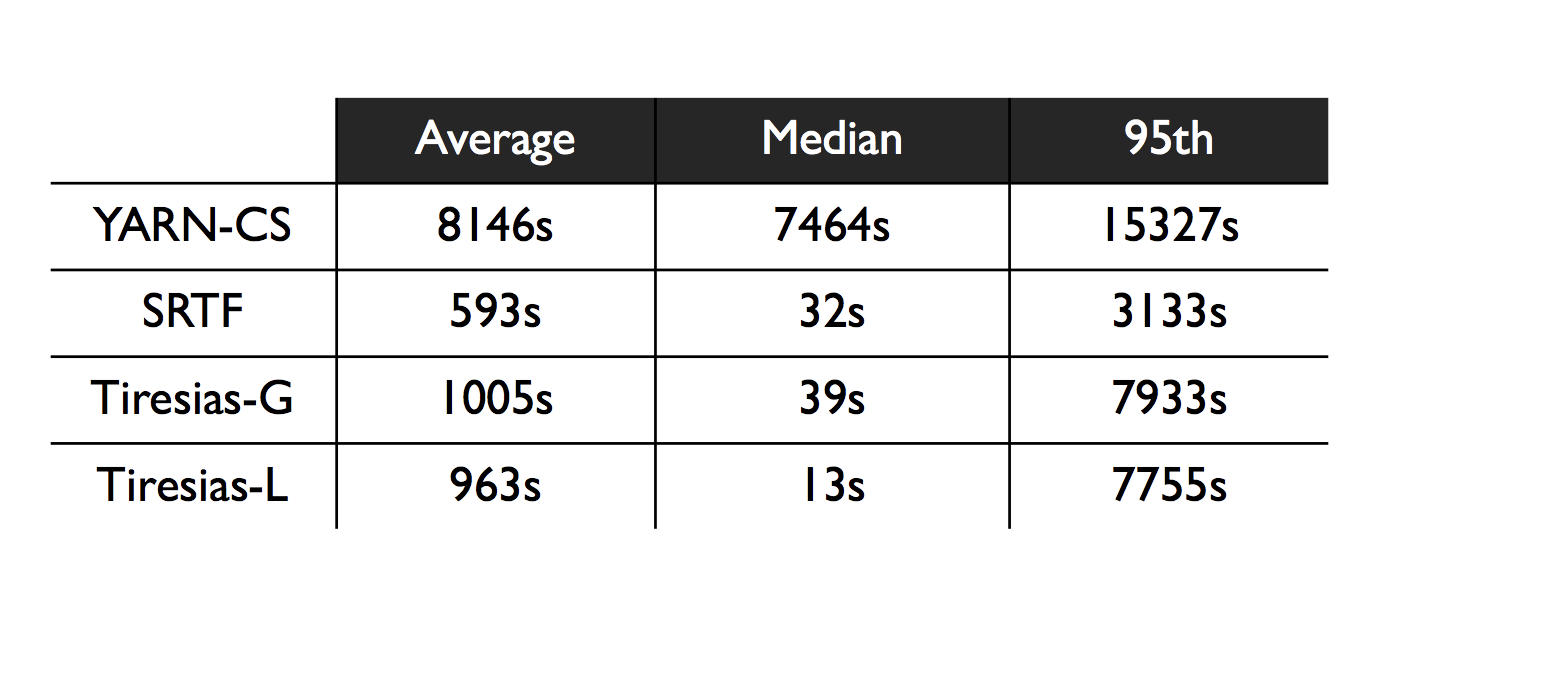 Average Median 95th
YARN-CS 8146s 7464s 15327s
SRTF 593s 32s 3133s
Tiresias-G 1005s 39s 7933s
Tiresias-L 963s 13s 7755s